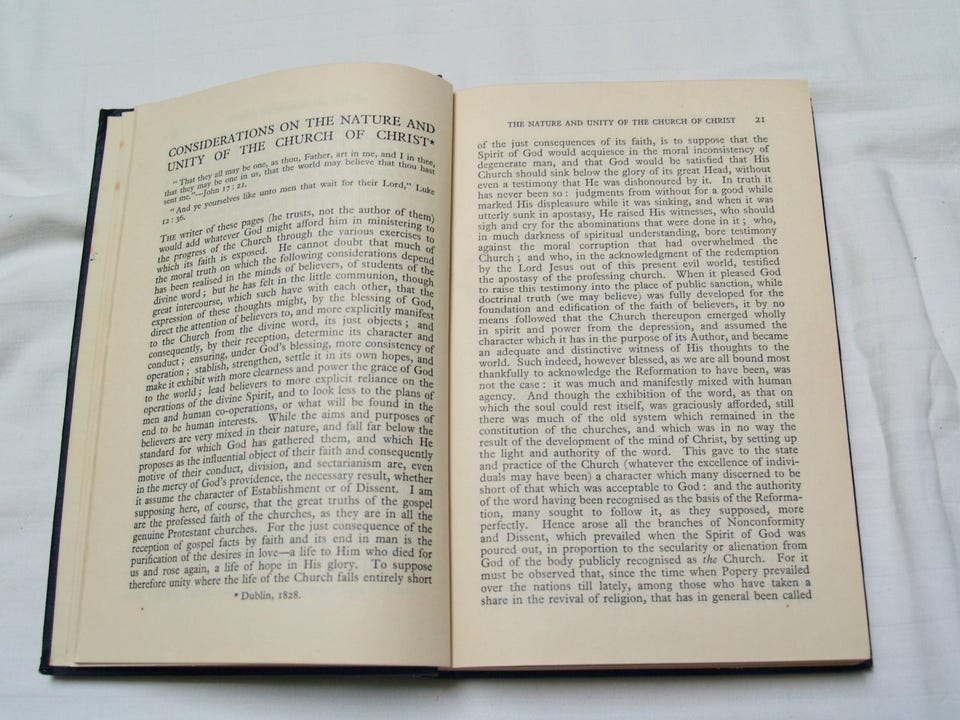 CONSIDERATIONS ON THE NATURE AND
UNITY OF THE CHURCH OF CHRIST*
"That they all may be one, as thou, Father, art in me, and I in thee,
that they may be one in us, that the world may believe that thou hast
sent me."—John 17 : 21.
"And ye yourselves like unto men that wait for their Lord," Luke
12 : 36.
THE writer of these pages (he trusts, not the author of them)
would add whatever God might afford him in ministering to
the progress of the Church through the various exercises to
which its faith is exposed. He cannot doubt that much of
the moral truth on which the following considerations depend
has been realised in the minds of believers, of students of the
divine word; but he has felt in the little communion, though
great intercourse, which such have with each other, that the
expression of these thoughts might, by the blessing of God,
direct the attention of believers to, and more explicitly manifest
to the Church from the divine word, its just objects; and
consequently, by their reception, determine its character and
conduct; ensuring, under God's blessing, more consistency of
operation; stablish, strengthen, settle it in its own hopes, and
make it exhibit with more clearness and power the grace of God
to the world; lead believers to more explicit reliance on the
operations of the divine Spirit, and to look less to the plans of
men and human co-operations, or what will be found in the
end to be human interests. While the aims and purposes of
believers are very mixed in their nature, and fall far below the
standard for which God has gathered them, and which He
proposes as the influential object of their faith and consequently
motive of their conduct, division, and sectarianism are, even
in the mercy of God's providence, the necessary result, whether
it assume the character of Establishment or of Dissent. I am
supposing here, of course, that the great truths of the gospel
are the professed faith of the churches, as they are in all the
genuine Protestant churches. For the just consequence of the
reception of gospel facts by faith and its end in man is the
purification of the desires in love—a life to Him who died for
us and rose again, a life of hope in His glory. To suppose
therefore unity where the life of the Church falls entirely short
* Dublin, 1828.
THE NATURE AND UNITY OF THE CHURCH OF CHRIST 21
of the just consequences of its faith, is to suppose that the
Spirit of God would acquiesce in the moral inconsistency of
degenerate man, and that God would be satisfied that His
Church should sink below the glory of its great Head, without
even a testimony that He was dishonoured by it. In truth it
has never been so: judgments from without for a good while
marked His displeasure while it was sinking, and when it was
utterly sunk in apostasy, He raised His witnesses, who should
sigh and cry for the abominations that were done in it; who,
in much darkness of spiritual understanding, bore testimony
against the moral corruption that had overwhelmed the
Church; and who, in the acknowledgment of the redemption
by the Lord Jesus out of this present evil world, testified
the apostasy of the professing church. When it pleased God
to raise this testimony into the place of public sanction, while
doctrinal truth (we may believe) was fully developed for the
foundation and edification of the faith of believers, it by no
means followed that the Church thereupon emerged wholly
in spirit and power from the depression, and assumed the
character which it has in the purpose of its Author, and became
an adequate and distinctive witness of His thoughts to the
world. Such indeed, however blessed, as we are all bound most
thankfully to acknowledge the Reformation to have been, was
not the case: it was much and manifestly mixed with human
agency. And though the exhibition of the word, as that on
which the soul could rest itself, was graciously afforded, still
there was much of the old system which remained in the
constitution of the churches, and which was in no way the
result of the development of the mind of Christ, by setting up
the light and authority of the word. This gave to the state
and practice of the Church (whatever the excellence of indivi-
duals may have been) a character which many discerned to be
short of that which was acceptable to God: and the authority
of the word having been recognised as the basis of the Reforma-
tion, many sought to follow it, as they supposed, more
perfectly. Hence arose all the branches of Nonconformity
and Dissent, which prevailed when the Spirit of God was
poured out, in proportion to the secularity or alienation from
God of the body publicly recognised as the Church. For it
must be observed that, since the time when Popery prevailed
over the nations till lately, among those who have taken a
share in the revival of religion, that has in general been called